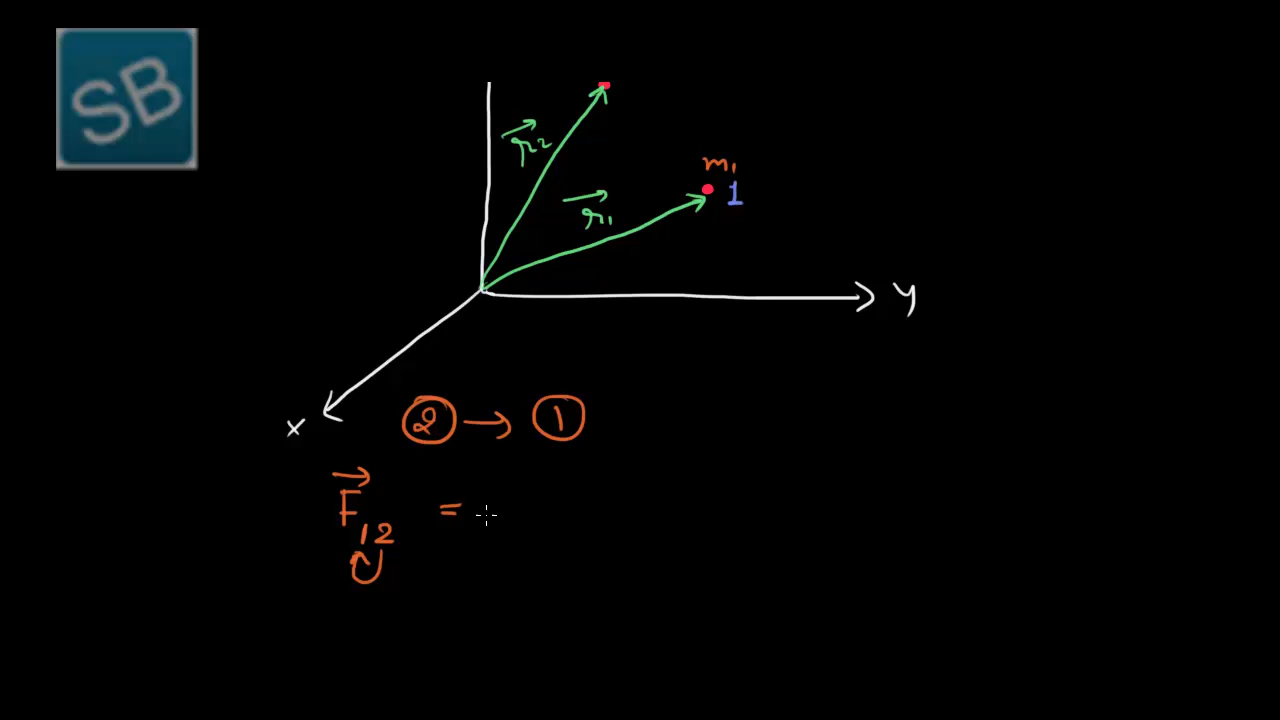 SB
r⃗2
m1
r⃗1
1
y
x
② → ①
F⃗12 =